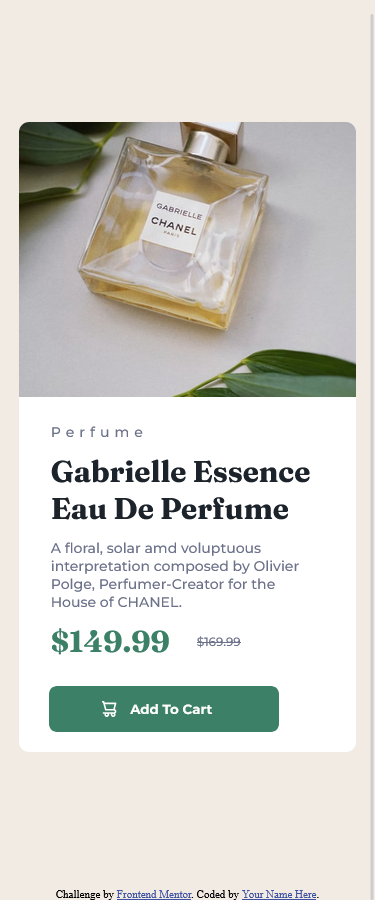 GABRIELLE
CHANEL
PARIS
Perfume
Gabrielle Essence
Eau De Perfume
A floral, solar amd voluptuous
interpretation composed by Olivier
Polge, Perfumer-Creator for the
House of CHANEL.
$149.99 $169.99
Add To Cart
Challenge by Frontend Mentor. Coded by Your Name Here.